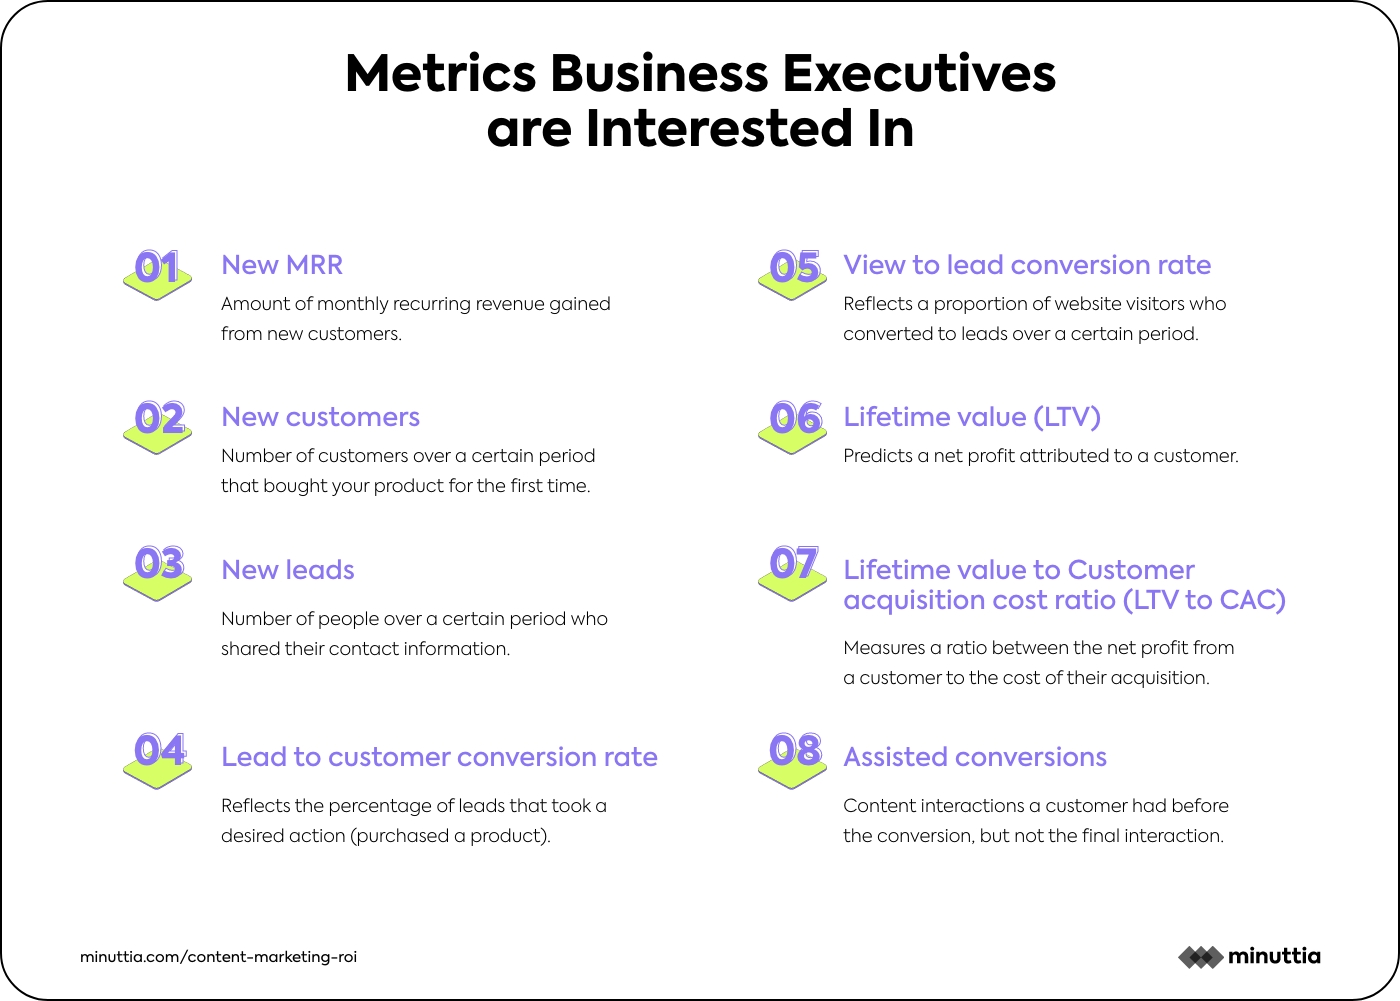 Metrics Business Executives
are Interested In
01
New MRR
Amount of monthly recurring revenue gained
from new customers.
02
New customers
Number of customers over a certain period
that bought your product for the first time.
03
New leads
Number of people over a certain period who
shared their contact information.
04
Lead to customer conversion rate
Reflects the percentage of leads that took a
desired action (purchased a product).
05
View to lead conversion rate
Reflects a proportion of website visitors who
converted to leads over a certain period.
06
Lifetime value (LTV)
Predicts a net profit attributed to a customer.
07
Lifetime value to Customer
acquisition cost ratio (LTV to CAC)
Measures a ratio between the net profit from
a customer to the cost of their acquisition.
08
Assisted conversions
Content interactions a customer had before
the conversion, but not the final interaction.
minuttia.com/content-marketing-roi
minuttia